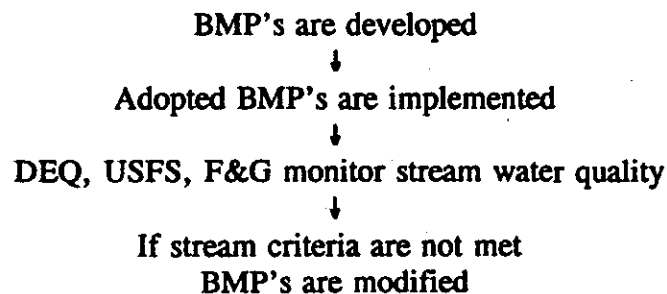 BMP's are developed
↓
Adopted BMP's are implemented
↓
DEQ, USFS, F&G monitor stream water quality
↓
If stream criteria are not met
BMP's are modified